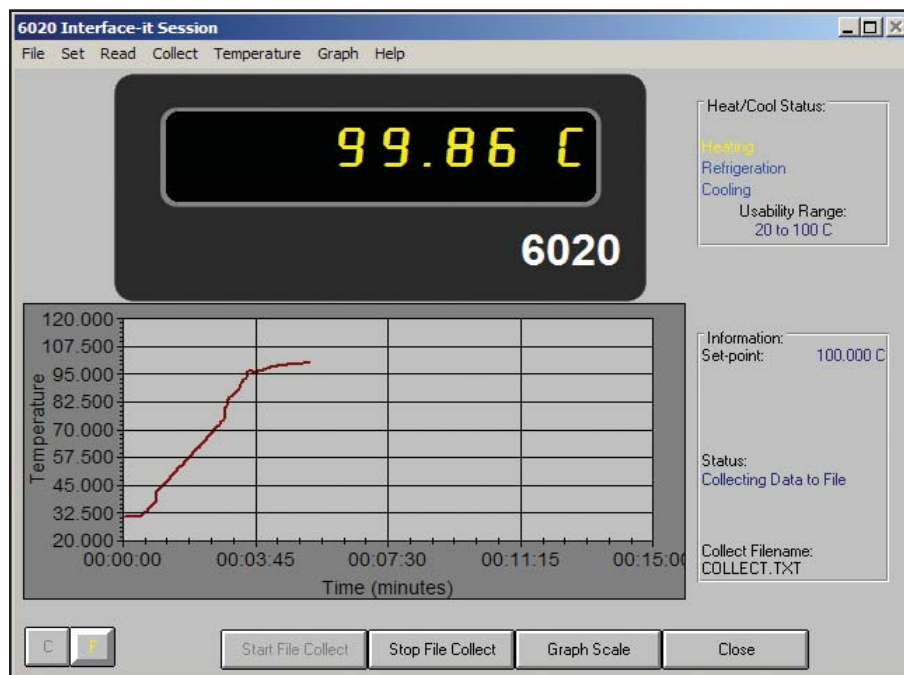 6020 Interface-it Session
File Set Read Collect Temperature Graph Help
99.86 C
6020
Heat/Cool Status:
Heating
Refrigeration
Cooling
Usability Range:
20 to 100 C
120.000
107.500
95.000
82.500
70.000
57.500
45.000
32.500
20.000
Temperature
00:00:00 00:03:45 00:07:30 00:11:15 00:15:00
Time (minutes)
Information:
Set-point: 100.000 C
Status:
Collecting Data to File
Collect Filename:
COLLECT.TXT
C F Start File Collect Stop File Collect Graph Scale Close